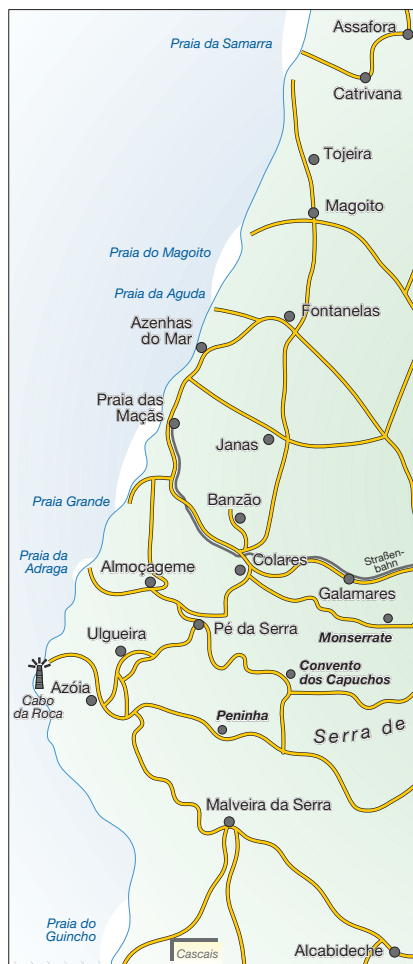 Assafora
Praia da Samarra
Catrivana
Tojeira
Magoito
Praia do Magoito
Praia da Aguda
Fontanelas
Azenhas
do Mar
Praia das
Maçãs
Janas
Praia Grande
Banzão
Praia da
Adraga
Almoçageme
Colares
Straßen-
bahn
Galamares
Ulgueira
Pé da Serra
Monserrate
Convento
dos Capuchos
Azóia
Cabo
da Roca
Peninha
Serra de
Malveira da Serra
Praia do
Guincho
Cascais
Alcabideche